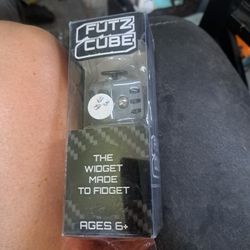 FUTZ
CUBE
THE
WIDGET
MADE
TO FIDGET
AGES 6+